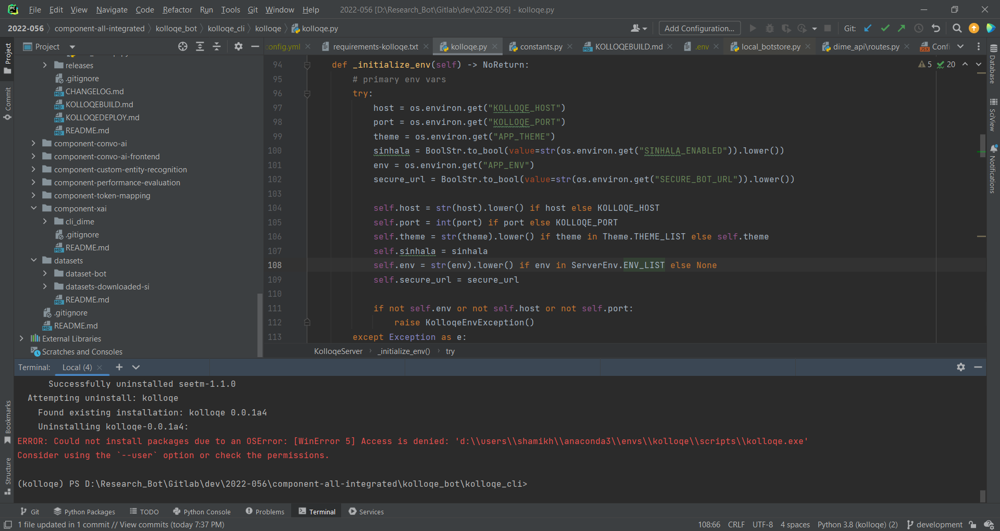 File Edit View Navigate Code Refactor Run Tools Git Window Help 2022-056 [D:\Research_Bot\Gitlab\dev\2022-056] - kolloqe.py
2022-056 component-all-integrated kolloqe_bot kolloqe_cli kolloqe kolloqe.py Add Configuration... Git:
Project
Project
config.yml requirements-kolloqe.txt kolloqe.py constants.py KOLLOQEBUILD.md .env local_botstore.py dime_api\routes.py Confi
releases
.gitignore
CHANGELOG.md
KOLLOQEBUILD.md
KOLLOQEDEPLOY.md
README.md
component-convo-ai
component-convo-ai-frontend
component-custom-entity-recognition
component-performance-evaluation
component-token-mapping
component-xai
cli_dime
.gitignore
README.md
datasets
dataset-bot
datasets-downloaded-si
README.md
.gitignore
README.md
External Libraries
Scratches and Consoles
Commit
Bookmarks
Structure
5 20
94 def _initialize_env(self) -> NoReturn:
95 # primary env vars
96 try:
97 host = os.environ.get("KOLLOQE_HOST")
98 port = os.environ.get("KOLLOQE_PORT")
99 theme = os.environ.get("APP_THEME")
100 sinhala = BoolStr.to_bool(value=str(os.environ.get("SINHALA_ENABLED")).lower())
101 env = os.environ.get("APP_ENV")
102 secure_url = BoolStr.to_bool(value=str(os.environ.get("SECURE_BOT_URL")).lower())
103
104 self.host = str(host).lower() if host else KOLLOQE_HOST
105 self.port = int(port) if port else KOLLOQE_PORT
106 self.theme = str(theme).lower() if theme in Theme.THEME_LIST else self.theme
107 self.sinhala = sinhala
108 self.env = str(env).lower() if env in ServerEnv.ENV_LIST else None
109 self.secure_url = secure_url
110
111 if not self.env or not self.host or not self.port:
112 raise KolloqeEnvException()
113 except Exception as e:
KolloqeServer _initialize_env() try
Database
SciView
Notifications
Terminal: Local (4)
Successfully uninstalled seetm-1.1.0
Attempting uninstall: kolloqe
Found existing installation: kolloqe 0.0.1a4
Uninstalling kolloqe-0.0.1a4:
ERROR: Could not install packages due to an OSError: [WinError 5] Access is denied: 'd:\\users\\shamikh\\anaconda3\\envs\\kolloqe\\scripts\\kolloqe.exe'
Consider using the `--user` option or check the permissions.
(kolloqe) PS D:\Research_Bot\Gitlab\dev\2022-056\component-all-integrated\kolloqe_bot\kolloqe_cli>
Git Python Packages TODO Python Console Problems Terminal Services
1 file updated in 1 commit // View commits (today 7:37 PM) 108:66 CRLF UTF-8 4 spaces Python 3.8 (kolloqe) (2) development